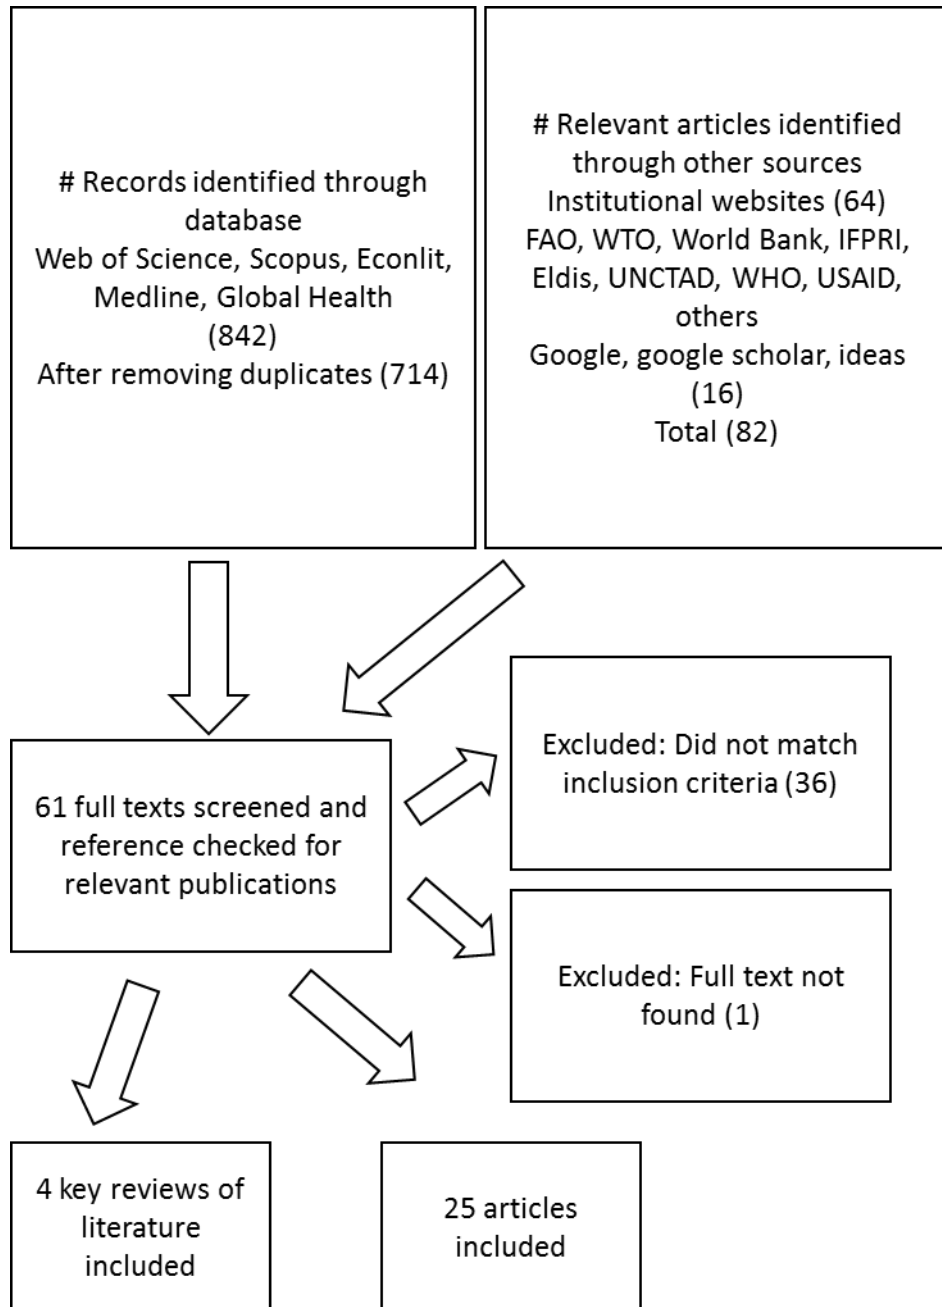 # Records identified through
database
Web of Science, Scopus, Econlit,
Medline, Global Health
(842)
After removing duplicates (714)
# Relevant articles identified
through other sources
Institutional websites (64)
FAO, WTO, World Bank, IFPRI,
Eldis, UNCTAD, WHO, USAID,
others
Google, google scholar, ideas
(16)
Total (82)
61 full texts screened and
reference checked for
relevant publications
Excluded: Did not match
inclusion criteria (36)
Excluded: Full text not
found (1)
4 key reviews of
literature
included
25 articles
included